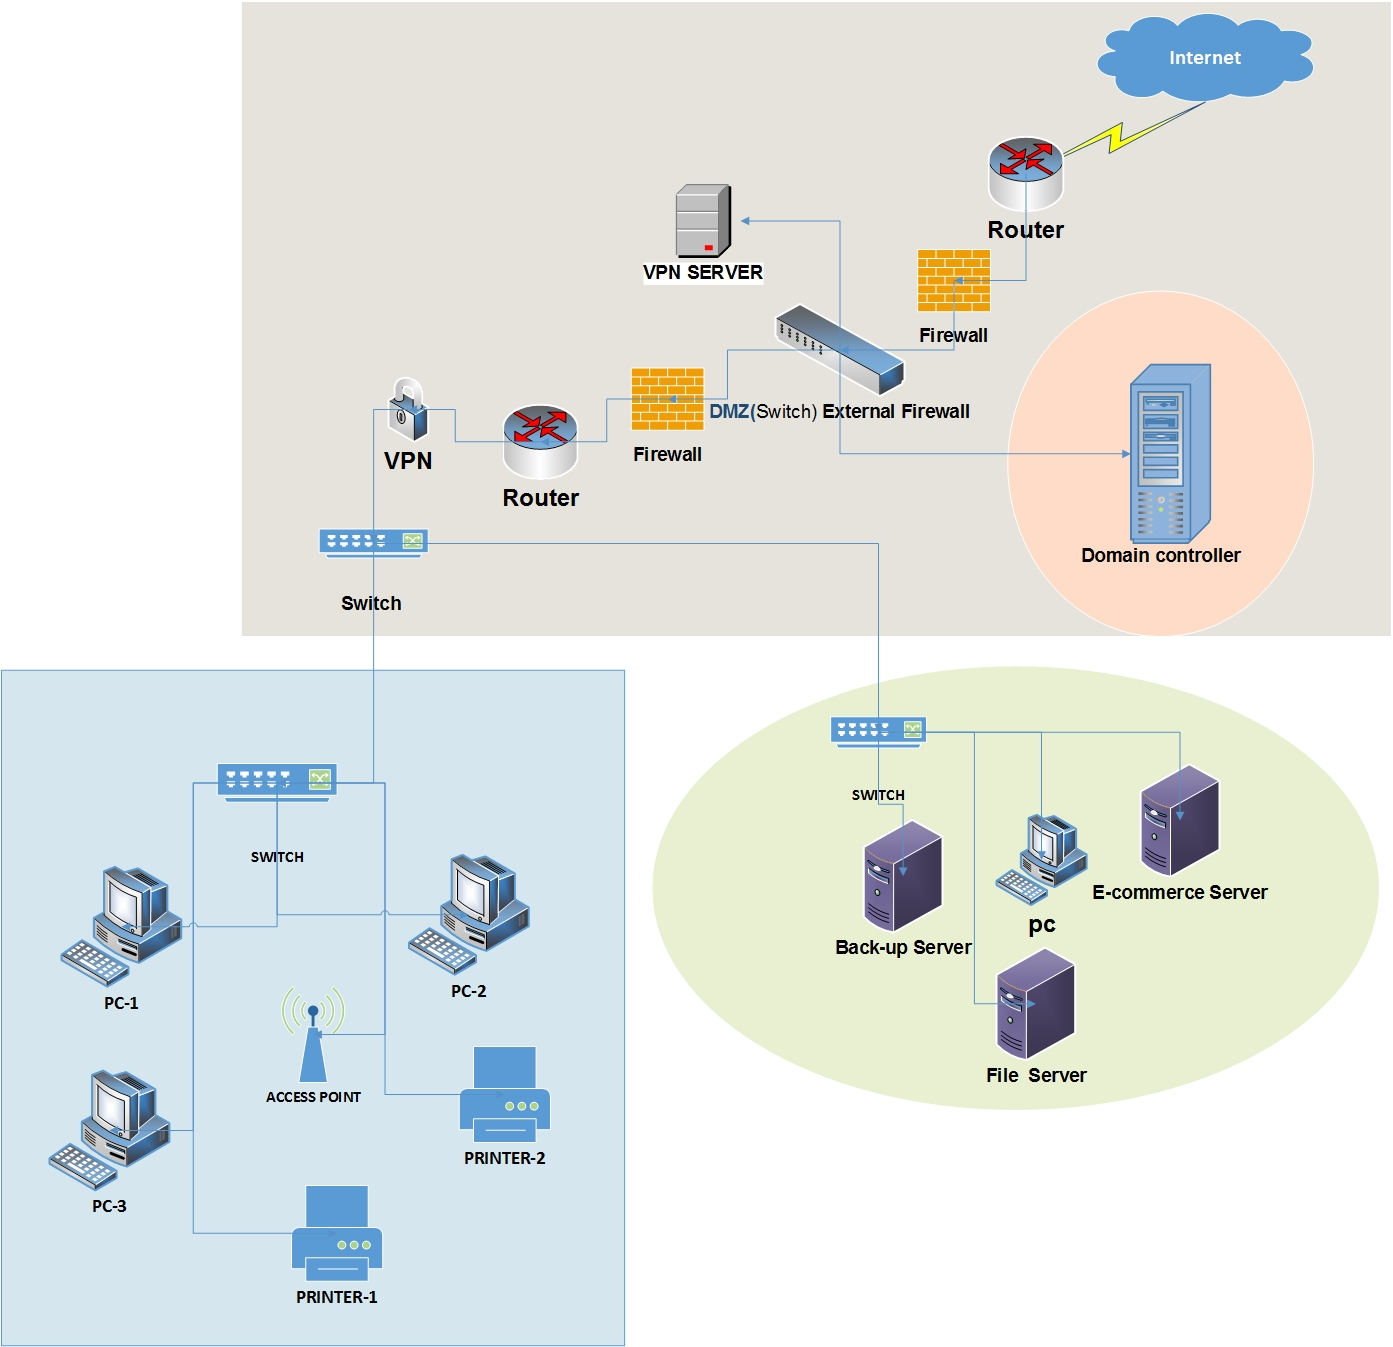 Internet
Router
VPN SERVER
Firewall
DMZ(Switch) External Firewall
Firewall
VPN
Router
Domain controller
Switch
SWITCH
SWITCH
E-commerce Server
pc
Back-up Server
PC-1
PC-2
File Server
ACCESS POINT
PRINTER-2
PC-3
PRINTER-1